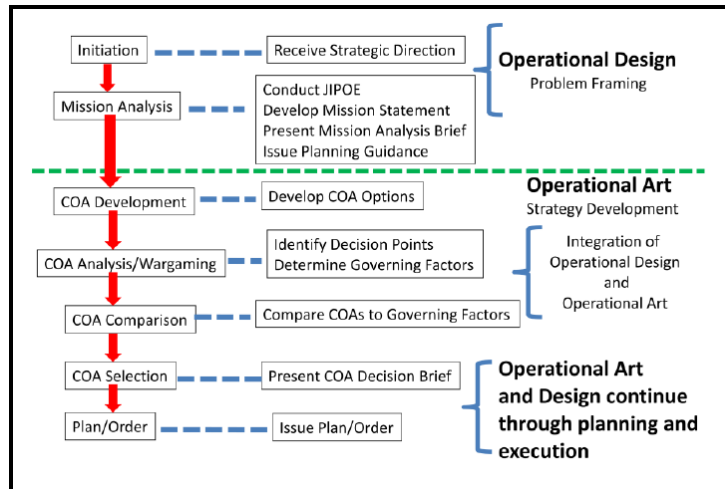 Initiation
Receive Strategic Direction
Operational Design
Problem Framing
Mission Analysis
Conduct JIPOE
Develop Mission Statement
Present Mission Analysis Brief
Issue Planning Guidance
COA Development
Develop COA Options
Operational Art
Strategy Development
COA Analysis/Wargaming
Identify Decision Points
Determine Governing Factors
Integration of
Operational Design
and
Operational Art
COA Comparison
Compare COAs to Governing Factors
COA Selection
Present COA Decision Brief
Operational Art
and Design continue
through planning and
execution
Plan/Order
Issue Plan/Order